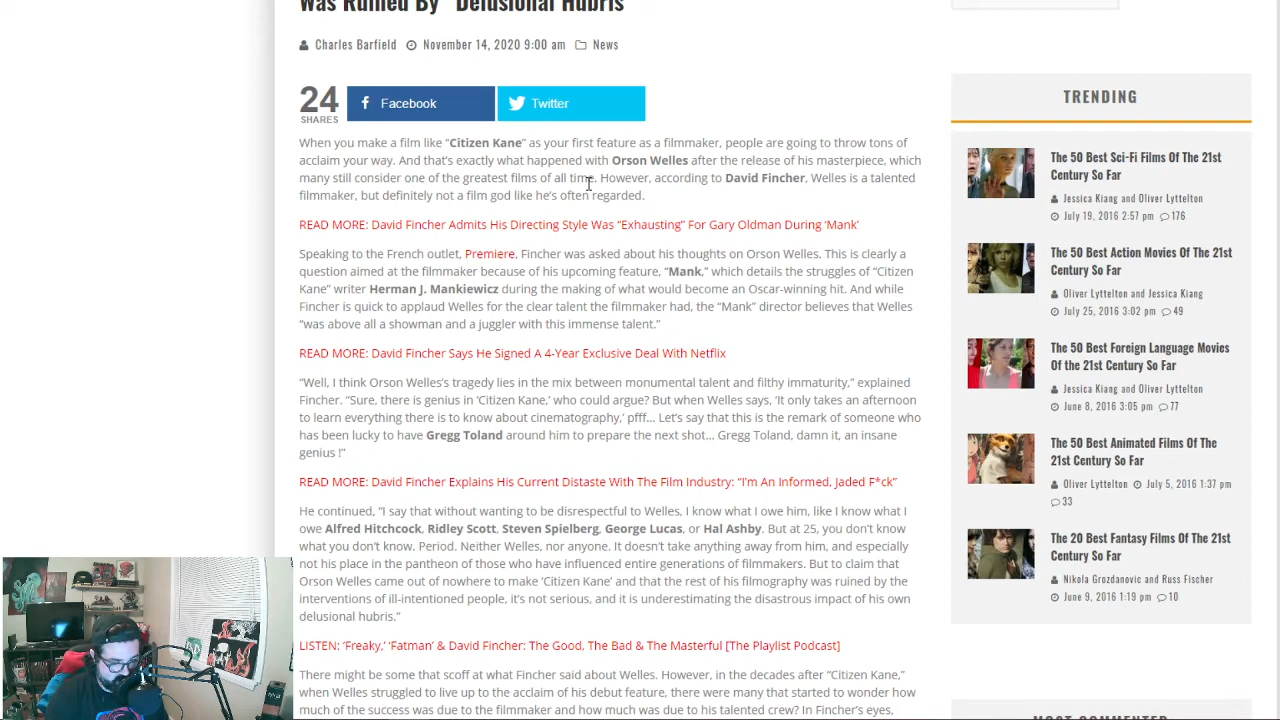 Was Ruined By "Delusional Hubris"
Charles Barfield November 14, 2020 9:00 am News
24
SHARES
Facebook
Twitter
When you make a film like “Citizen Kane” as your first feature as a filmmaker, people are going to throw tons of
acclaim your way. And that’s exactly what happened with Orson Welles after the release of his masterpiece, which
many still consider one of the greatest films of all time. However, according to David Fincher, Welles is a talented
filmmaker, but definitely not a film god like he’s often regarded.
READ MORE: David Fincher Admits His Directing Style Was “Exhausting” For Gary Oldman During ‘Mank’
Speaking to the French outlet, Premiere, Fincher was asked about his thoughts on Orson Welles. This is clearly a
question aimed at the filmmaker because of his upcoming feature, “Mank,” which details the struggles of “Citizen
Kane” writer Herman J. Mankiewicz during the making of what would become an Oscar-winning hit. And while
Fincher is quick to applaud Welles for the clear talent the filmmaker had, the “Mank” director believes that Welles
“was above all a showman and a juggler with this immense talent.”
READ MORE: David Fincher Says He Signed A 4-Year Exclusive Deal With Netflix
“Well, I think Orson Welles’s tragedy lies in the mix between monumental talent and filthy immaturity,” explained
Fincher. “Sure, there is genius in ‘Citizen Kane,’ who could argue? But when Welles says, ‘It only takes an afternoon
to learn everything there is to know about cinematography,’ pfff… Let’s say that this is the remark of someone who
has been lucky to have Gregg Toland around him to prepare the next shot… Gregg Toland, damn it, an insane
genius !”
READ MORE: David Fincher Explains His Current Distaste With The Film Industry: “I’m An Informed, Jaded F*ck”
He continued, “I say that without wanting to be disrespectful to Welles, I know what I owe him, like I know what I
owe Alfred Hitchcock, Ridley Scott, Steven Spielberg, George Lucas, or Hal Ashby. But at 25, you don’t know
what you don’t know. Period. Neither Welles, nor anyone. It doesn’t take anything away from him, and especially
not his place in the pantheon of those who have influenced entire generations of filmmakers. But to claim that
Orson Welles came out of nowhere to make ‘Citizen Kane’ and that the rest of his filmography was ruined by the
interventions of ill-intentioned people, it’s not serious, and it is underestimating the disastrous impact of his own
delusional hubris.”
LISTEN: ‘Freaky,’ ‘Fatman’ & David Fincher: The Good, The Bad & The Masterful [The Playlist Podcast]
There might be some that scoff at what Fincher said about Welles. However, in the decades after “Citizen Kane,”
when Welles struggled to live up to the acclaim of his debut feature, there were many that started to wonder how
much of the success was due to the filmmaker and how much was due to his talented crew? In Fincher’s eyes,
TRENDING
The 50 Best Sci-Fi Films Of The 21st
Century So Far
Jessica Kiang and Oliver Lyttelton
July 19, 2016 2:57 pm 176
The 50 Best Action Movies Of The 21st
Century So Far
Oliver Lyttelton and Jessica Kiang
July 25, 2016 3:02 pm 49
The 50 Best Foreign Language Movies
Of the 21st Century So Far
Jessica Kiang and Oliver Lyttelton
June 8, 2016 3:05 pm 77
The 50 Best Animated Films Of The
21st Century So Far
Oliver Lyttelton July 5, 2016 1:37 pm
33
The 20 Best Fantasy Films Of The 21st
Century So Far
Nikola Grozdanovic and Russ Fischer
June 9, 2016 1:19 pm 10
MOST COMMENTED